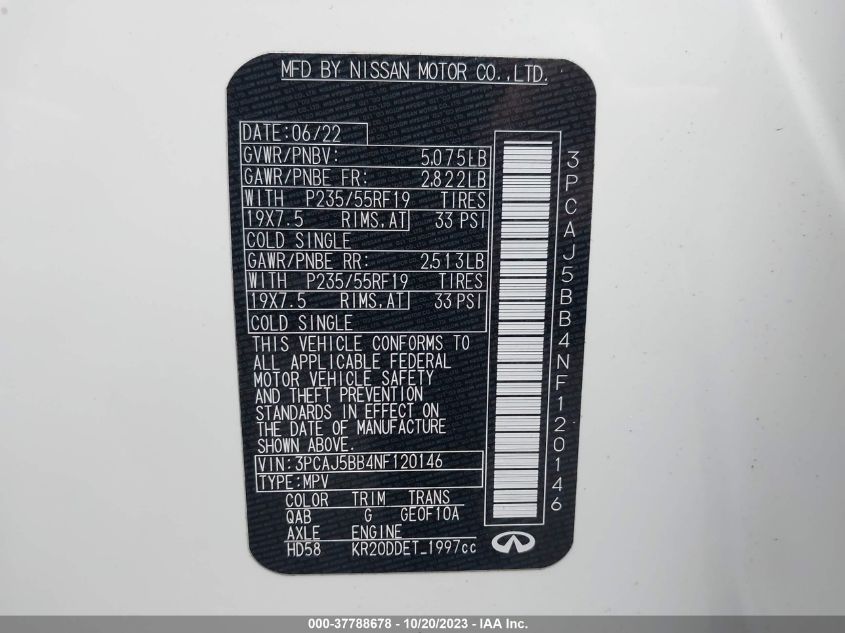 MFD BY NISSAN MOTOR CO.,LTD.
DATE:06/22
GVWR/PNBV: 5,075LB
GAWR/PNBE FR: 2,822LB
WITH P235/55RF19 TIRES
19X7.5 RIMS,AT 33 PSI
COLD SINGLE
GAWR/PNBE RR: 2,513LB
WITH P235/55RF19 TIRES
19X7.5 RIMS,AT 33 PSI
COLD SINGLE
THIS VEHICLE CONFORMS TO
ALL APPLICABLE FEDERAL
MOTOR VEHICLE SAFETY
AND THEFT PREVENTION
STANDARDS IN EFFECT ON
THE DATE OF MANUFACTURE
SHOWN ABOVE.
VIN:3PCAJ5BB4NF120146
TYPE:MPV
COLOR TRIM TRANS
QAB G GE0F10A
AXLE ENGINE
HD58 KR20DDET_1997cc
3PCAJ5BB4NF120146
000-37788678 - 10/20/2023 - IAA Inc.